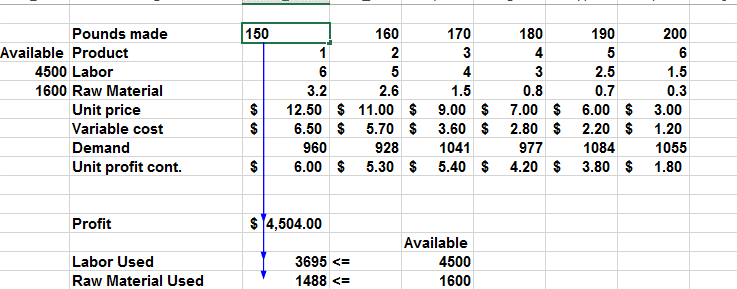 Pounds made 150 160 170 180 190 200
Available Product 1 2 3 4 5 6
4500 Labor 6 5 4 3 2.5 1.5
1600 Raw Material 3.2 2.6 1.5 0.8 0.7 0.3
Unit price $ 12.50 $ 11.00 $ 9.00 $ 7.00 $ 6.00 $ 3.00
Variable cost $ 6.50 $ 5.70 $ 3.60 $ 2.80 $ 2.20 $ 1.20
Demand 960 928 1041 977 1084 1055
Unit profit cont. $ 6.00 $ 5.30 $ 5.40 $ 4.20 $ 3.80 $ 1.80
Profit $ 4,504.00
Available
Labor Used 3695 <= 4500
Raw Material Used 1488 <= 1600